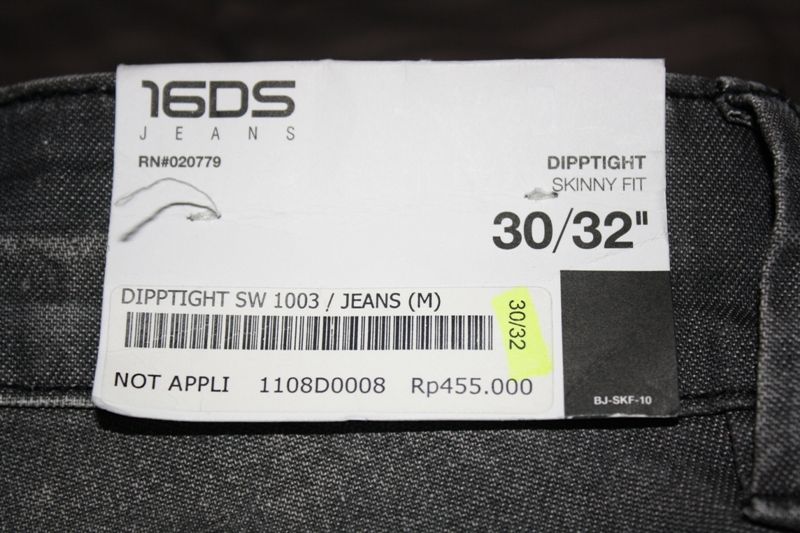 16DS
JEANS
RN#020779
DIPPTIGHT
SKINNY FIT
30/32"
DIPPTIGHT SW 1003 / JEANS (M)
30/32
NOT APPLI 1108D0008 Rp455.000
BJ-SKF-10